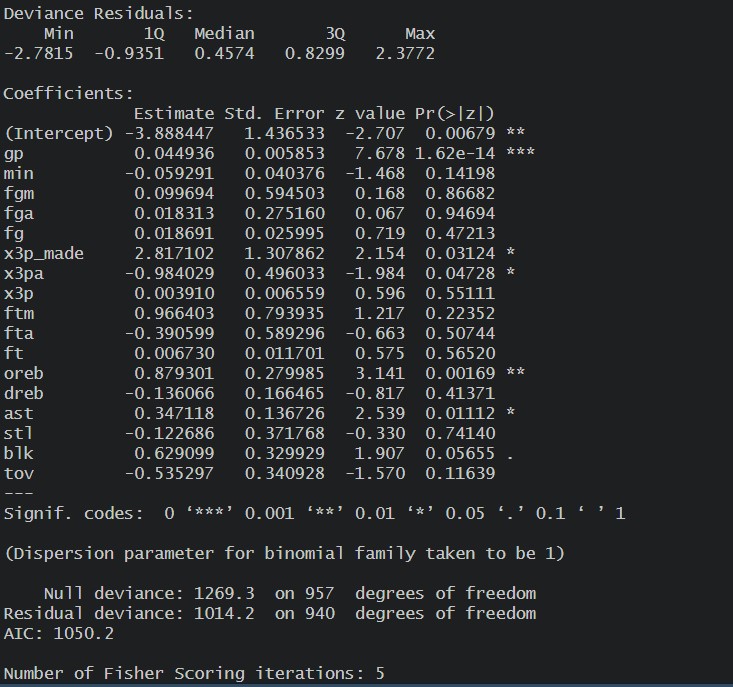 Deviance Residuals:
    Min      1Q  Median      3Q     Max
-2.7815 -0.9351  0.4574  0.8299  2.3772

Coefficients:
             Estimate Std. Error z value Pr(>|z|)
(Intercept) -3.888447   1.436533  -2.707  0.00679 **
gp           0.044936   0.005853   7.678 1.62e-14 ***
min         -0.059291   0.040376  -1.468  0.14198
fgm          0.099694   0.594503   0.168  0.86682
fga          0.018313   0.275160   0.067  0.94694
fg           0.018691   0.025995   0.719  0.47213
x3p_made     2.817102   1.307862   2.154  0.03124 *
x3pa        -0.984029   0.496033  -1.984  0.04728 *
x3p          0.003910   0.006559   0.596  0.55111
ftm          0.966403   0.793935   1.217  0.22352
fta         -0.390599   0.589296  -0.663  0.50744
ft           0.006730   0.011701   0.575  0.56520
oreb         0.879301   0.279985   3.141  0.00169 **
dreb        -0.136066   0.166465  -0.817  0.41371
ast          0.347118   0.136726   2.539  0.01112 *
stl         -0.122686   0.371768  -0.330  0.74140
blk          0.629099   0.329929   1.907  0.05655 .
tov         -0.535297   0.340928  -1.570  0.11639
---
Signif. codes:  0 ‘***’ 0.001 ‘**’ 0.01 ‘*’ 0.05 ‘.’ 0.1 ‘ ’ 1

(Dispersion parameter for binomial family taken to be 1)

    Null deviance: 1269.3  on 957  degrees of freedom
Residual deviance: 1014.2  on 940  degrees of freedom
AIC: 1050.2

Number of Fisher Scoring iterations: 5